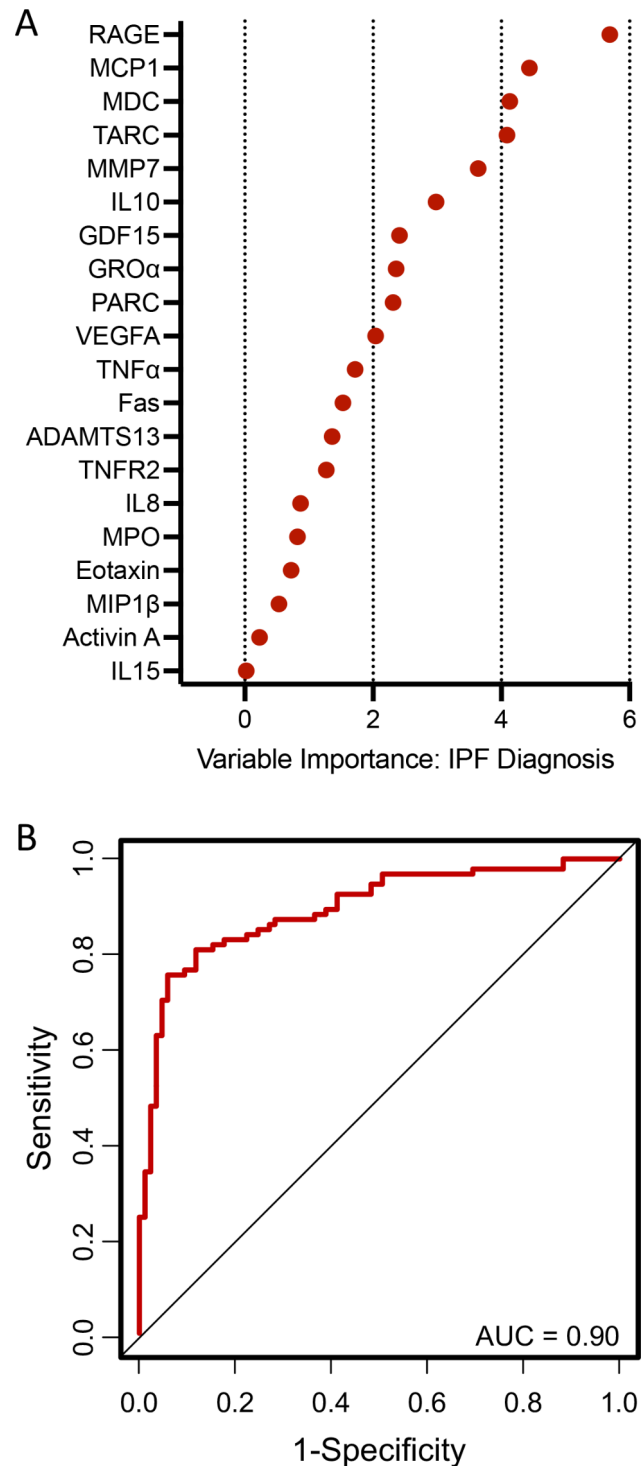 A
RAGE
MCP1
MDC
TARC
MMP7
IL10
GDF15
GROα
PARC
VEGFA
TNFα
Fas
ADAMTS13
TNFR2
IL8
MPO
Eotaxin
MIP1β
Activin A
IL15
0 2 4 6
Variable Importance: IPF Diagnosis
B
1.0
0.8
0.6
0.4
0.2
0.0
Sensitivity
AUC = 0.90
0.0 0.2 0.4 0.6 0.8 1.0
1-Specificity